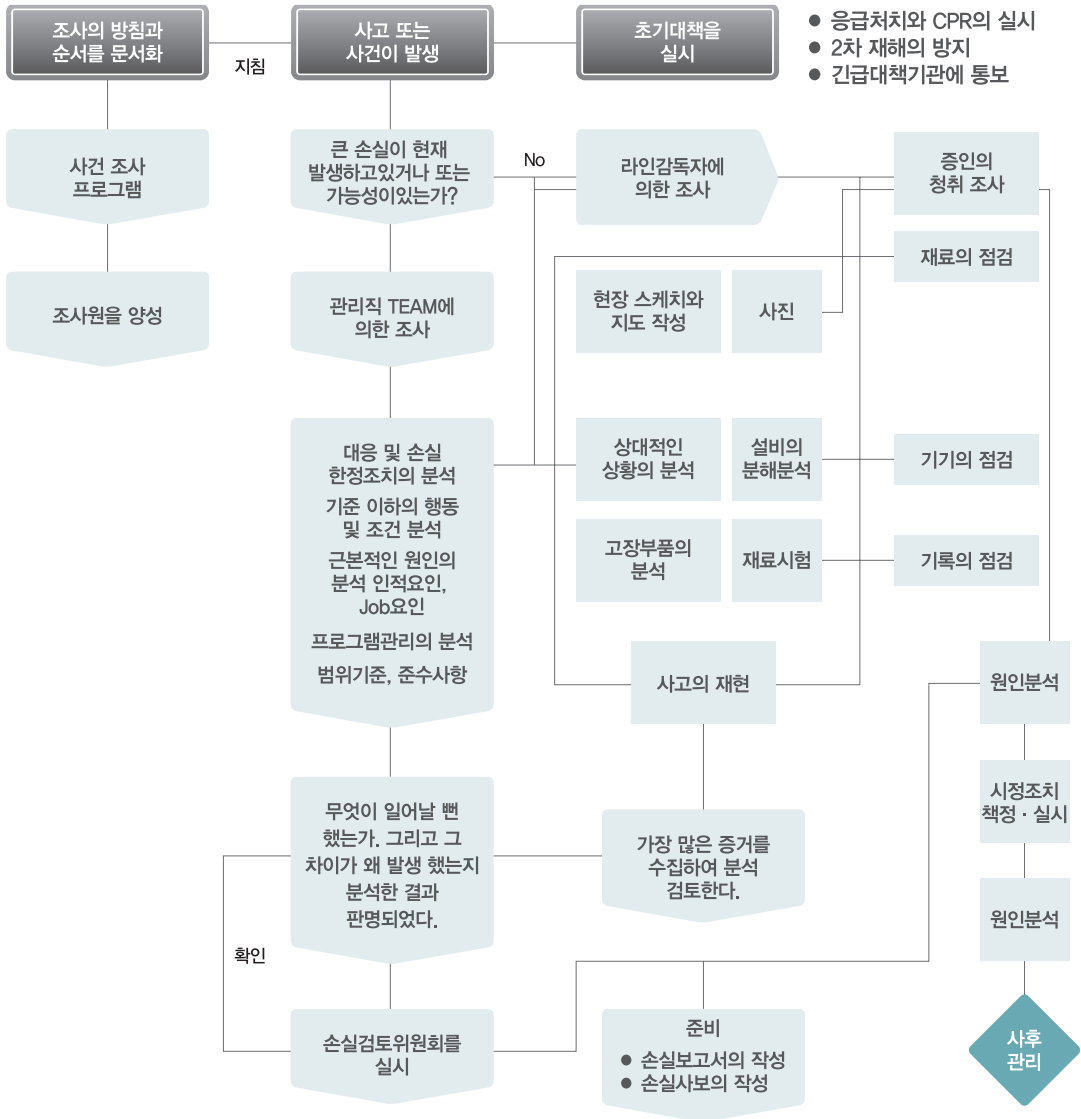 조사의 방침과
순서를 문서화
지침
사고 또는
사건이 발생
초기대책을
실시
● 응급처치와 CPR의 실시
● 2차 재해의 방지
● 긴급대책기관에 통보
사건 조사
프로그램
큰 손실이 현재
발생하고있거나 또는
가능성이있는가?
No
라인감독자에
의한 조사
증인의
청취 조사
재료의 점검
조사원을 양성
관리직 TEAM에
의한 조사
현장 스케치와
지도 작성
사진
대응 및 손실
한정조치의 분석
기준 이하의 행동
및 조건 분석
근본적인 원인의
분석 인적요인,
Job요인
프로그램관리의 분석
범위기준, 준수사항
상대적인
상황의 분석
설비의
분해분석
기기의 점검
고장부품의
분석
재료시험
기록의 점검
사고의 재현
원인분석
시정조치
책정 · 실시
무엇이 일어날 뻔
했는가. 그리고 그
차이가 왜 발생 했는지
분석한 결과
판명되었다.
가장 많은 증거를
수집하여 분석
검토한다.
원인분석
확인
손실검토위원회를
실시
준비
● 손실보고서의 작성
● 손실사보의 작성
사후
관리